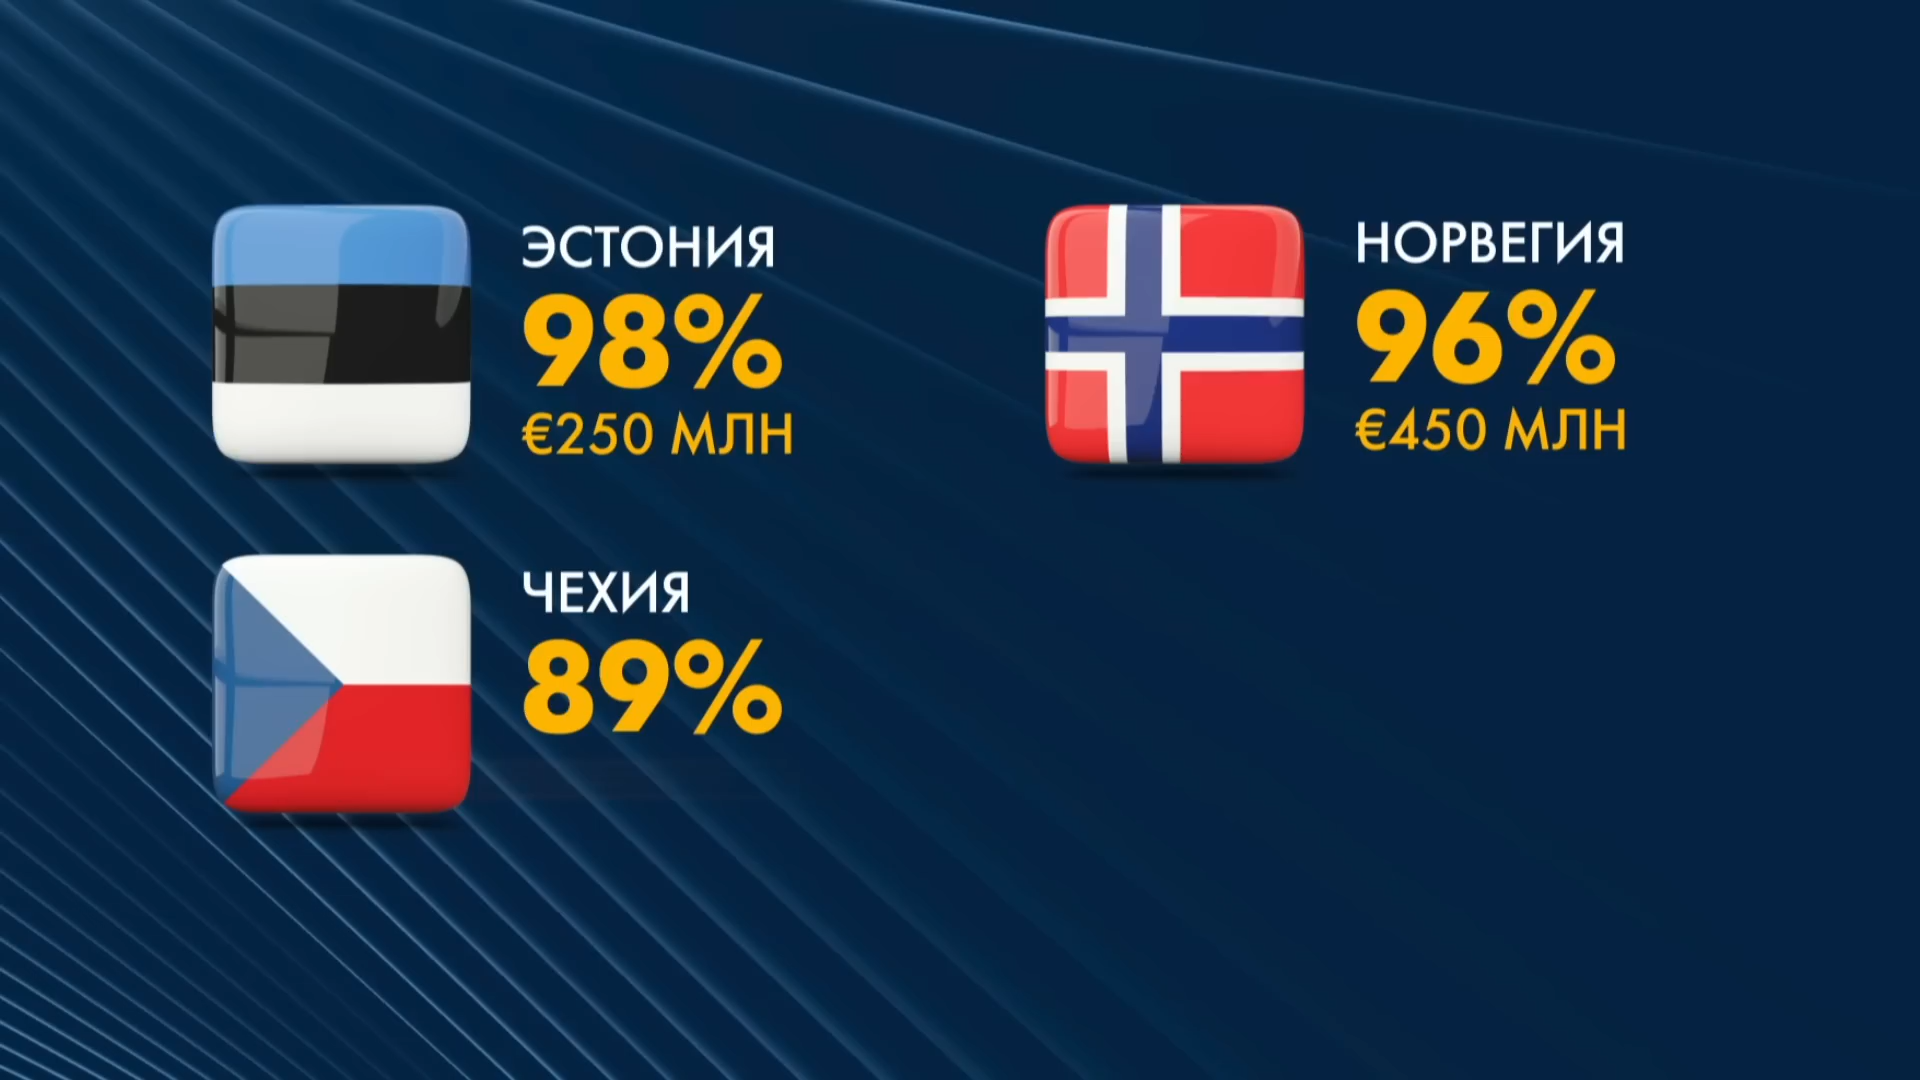 ЭСТОНИЯ
98%
€250 МЛН
НОРВЕГИЯ
96%
€450 МЛН
ЧЕХИЯ
89%